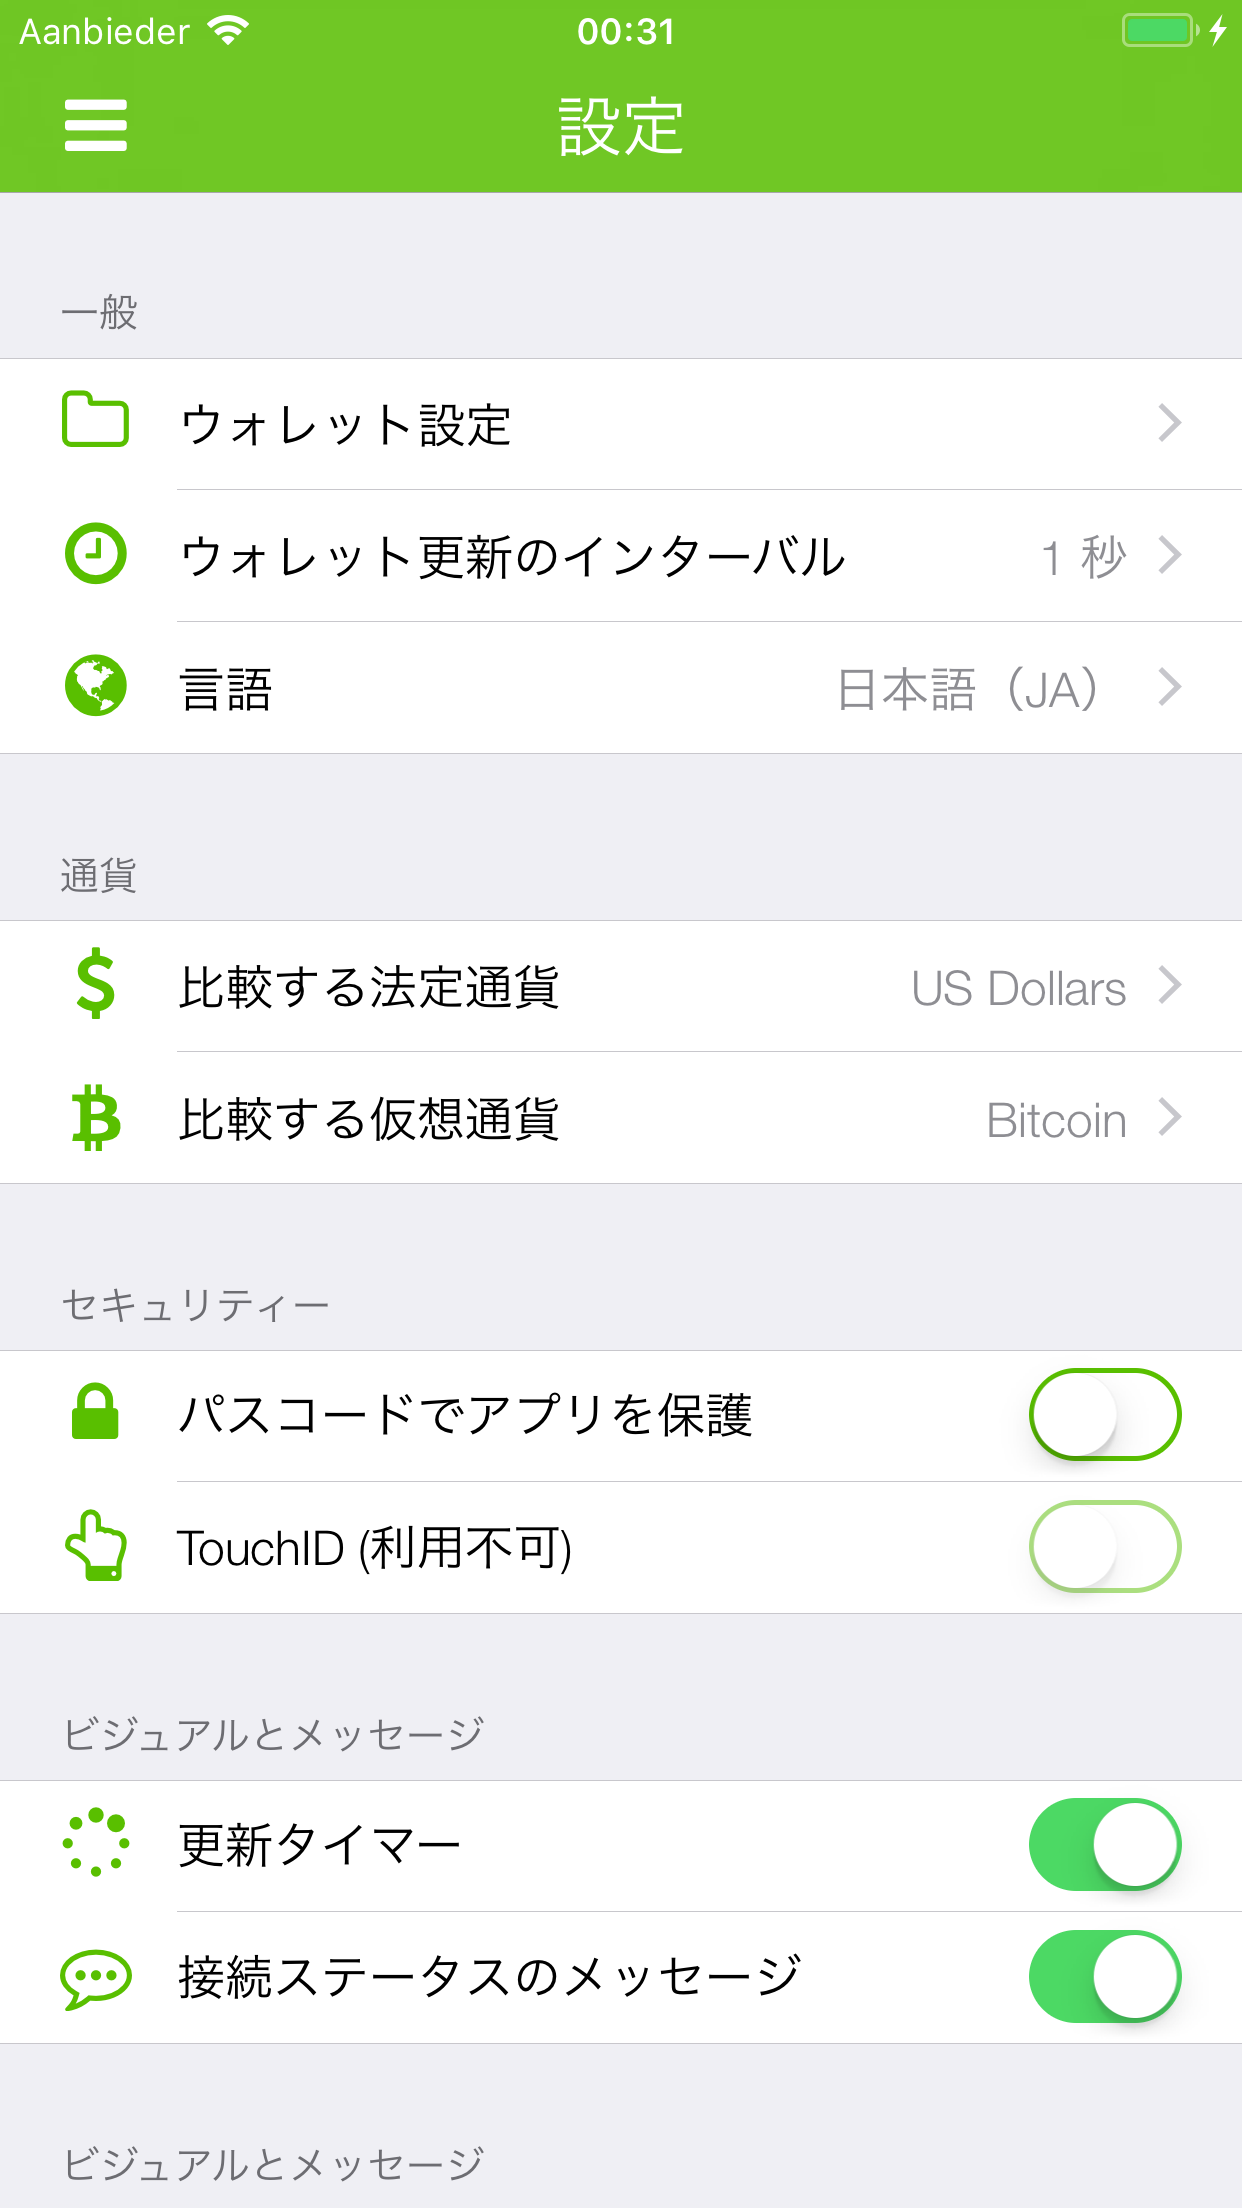 Aanbieder 00:31
設定
一般
ウォレット設定
ウォレット更新のインターバル 1 秒
言語 日本語（JA）
通貨
比較する法定通貨 US Dollars
比較する仮想通貨 Bitcoin
セキュリティー
パスコードでアプリを保護
TouchID (利用不可)
ビジュアルとメッセージ
更新タイマー
接続ステータスのメッセージ
ビジュアルとメッセージ